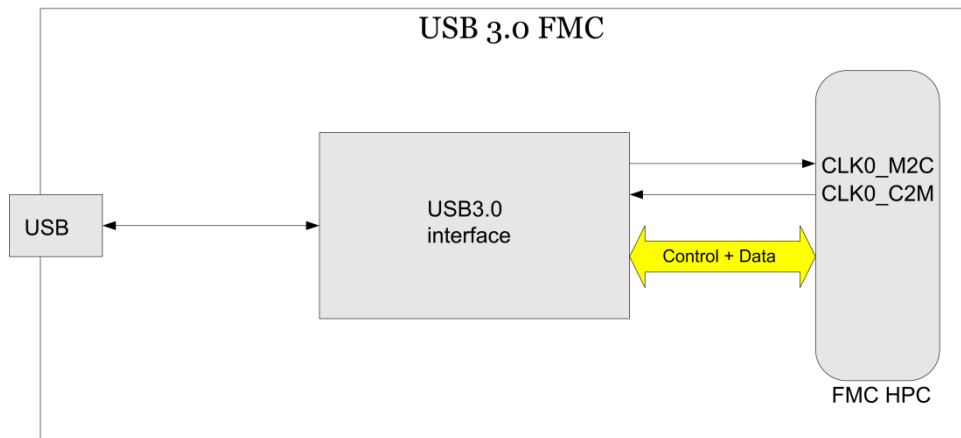 USB 3.0 FMC
CLK0_M2C
CLK0_C2M
USB
USB3.0
interface
Control + Data
FMC HPC